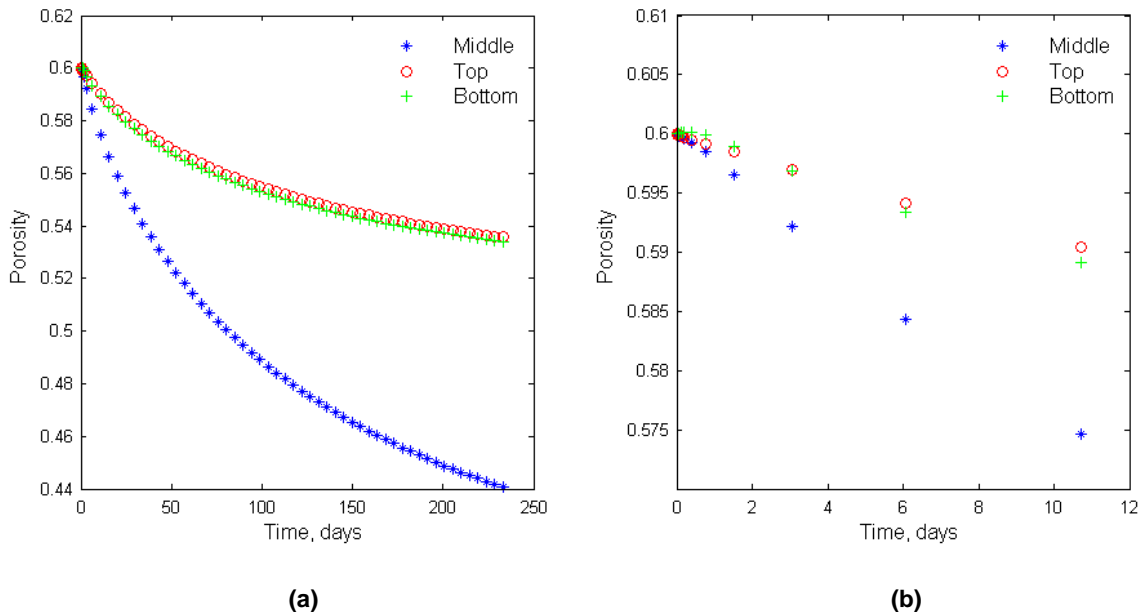 0.62
0.6
0.58
0.56
0.54
0.52
0.5
0.48
0.46
0.44
Porosity
0
50
100
150
200
250
Time, days
Middle
Top
Bottom
(a)
0.61
0.605
0.6
0.595
0.59
0.585
0.58
0.575
Porosity
0
2
4
6
8
10
12
Time, days
Middle
Top
Bottom
(b)